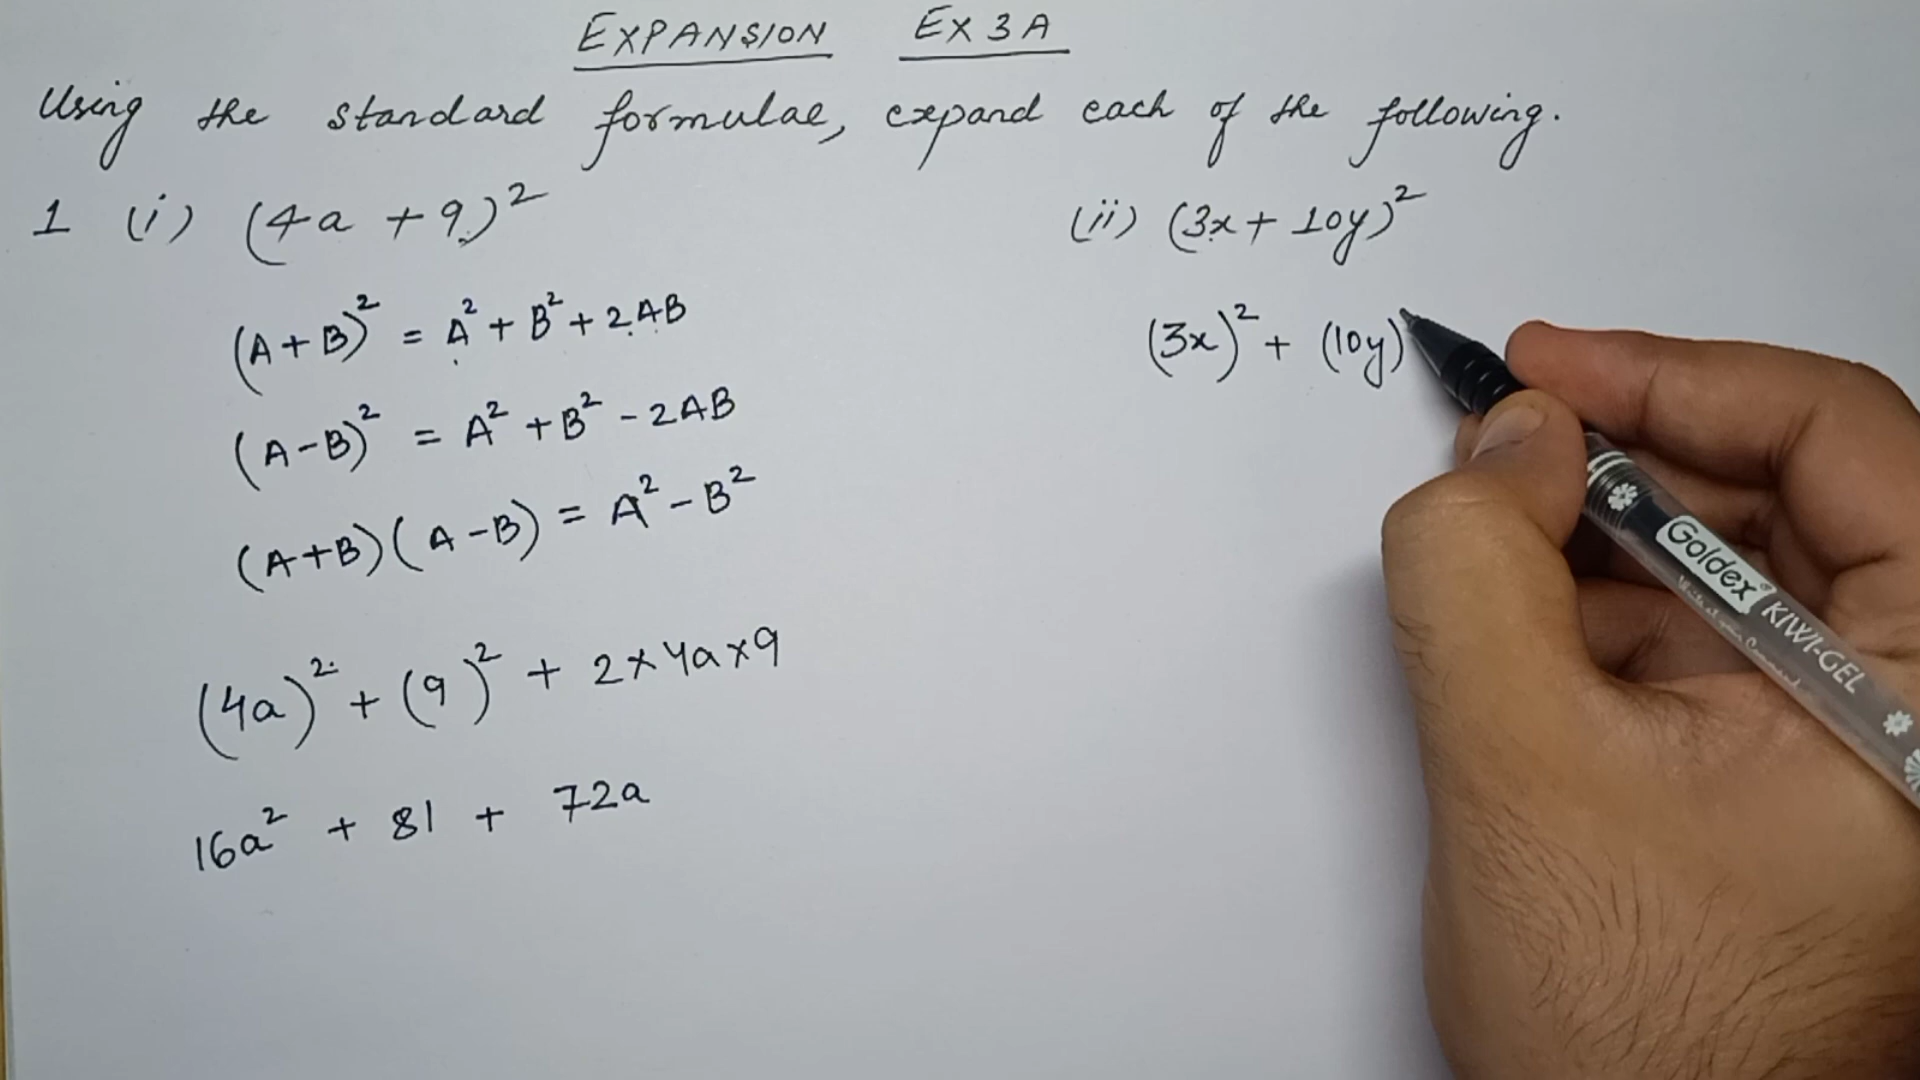 EXPANSION EX 3A
Using the standard formulae, expand each of the following.
1 (i) (4a + 9)²
(A+B)² = A² + B² + 2AB
(A-B)² = A² + B² - 2AB
(A+B)(A-B) = A² - B²
(4a)² + (9)² + 2×4a×9
16a² + 81 + 72a
(ii) (3x + 10y)²
(3x)² + (10y)
Goldex KIWI-GEL